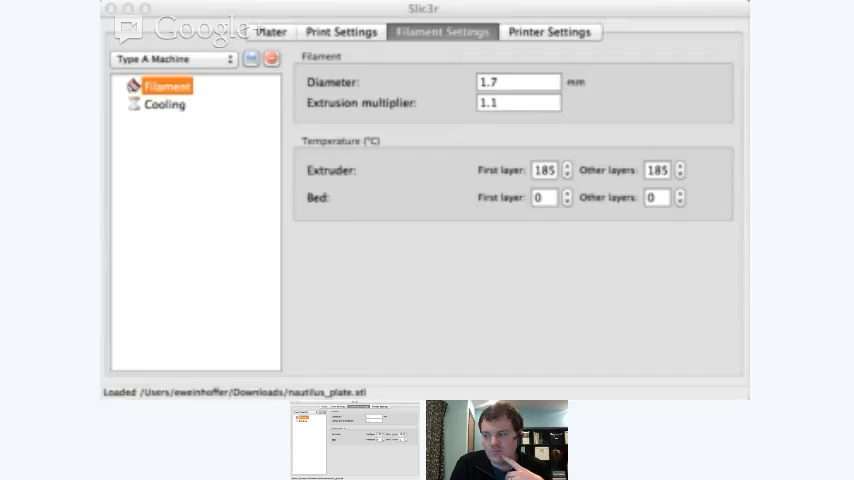 Slic3r
Google+
Plater Print Settings Filament Settings Printer Settings
Type A Machine
Filament
Cooling
Filament
Diameter: 1.7 mm
Extrusion multiplier: 1.1
Temperature (°C)
Extruder: First layer: 185 Other layers: 185
Bed: First layer: 0 Other layers: 0
Loaded /Users/eweinhoffer/Downloads/nautilus_plate.stl